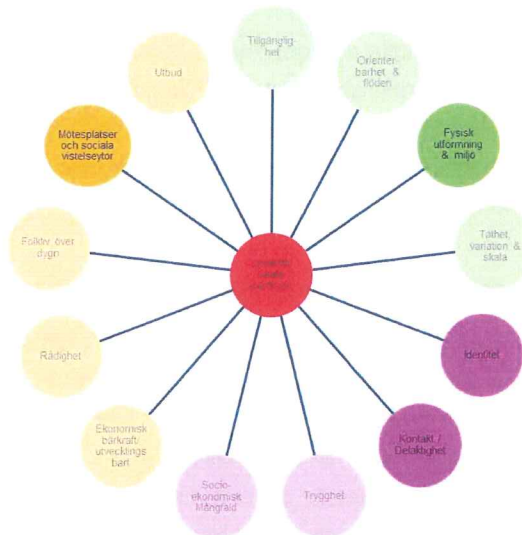 Tillgänglig-
het
Orienter-
barhet &
flöden
Fysisk
utformning
& miljö
Täthet,
variation &
skala
Identitet
Kontakt /
Delaktighet
Trygghet
Socio-
ekonomisk
Mångfald
Ekonomisk
bärkraft/
utvecklings
bart
Rådighet
Folkliv över
dygn
Mötesplatser
och sociala
vistelseytor
Utbud